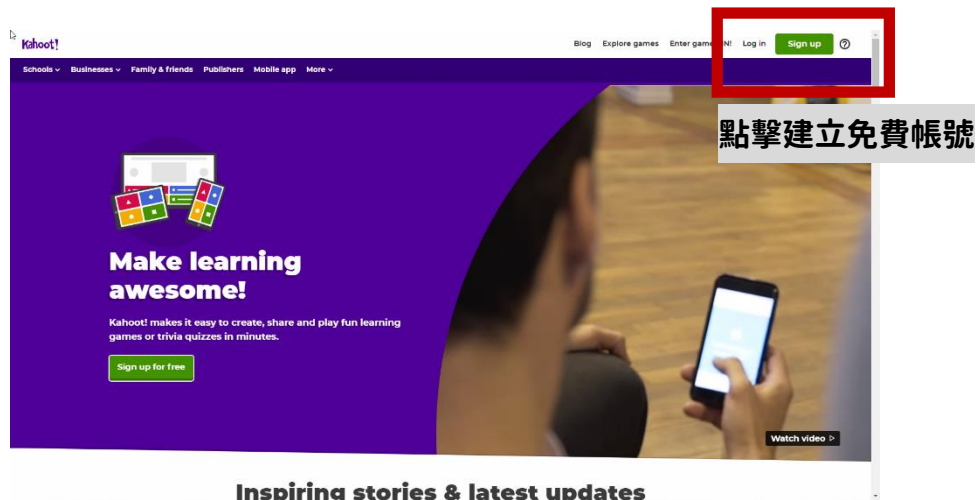 Kahoot!
Blog Explore games Enter game N! Log in Sign up
Schools Businesses Family & friends Publishers Mobile app More
點擊建立免費帳號
Make learning
awesome!
Kahoot! makes it easy to create, share and play fun learning
games or trivia quizzes in minutes.
Sign up for free
Watch video
Inspiring stories & latest updates